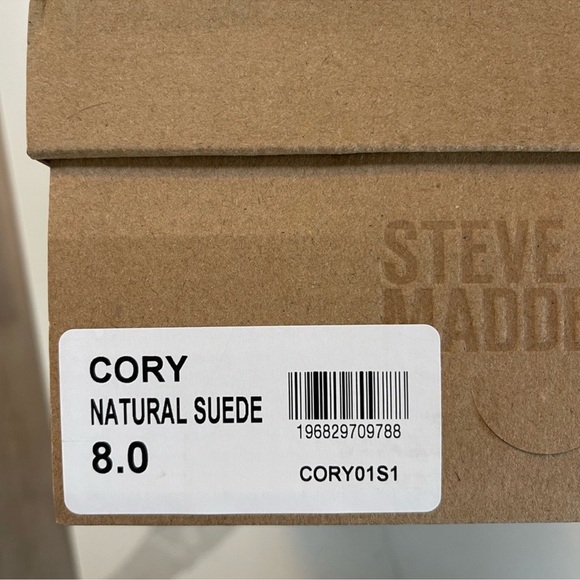 STEVE
MADDE
CORY
NATURAL SUEDE
8.0
196829709788
CORY01S1